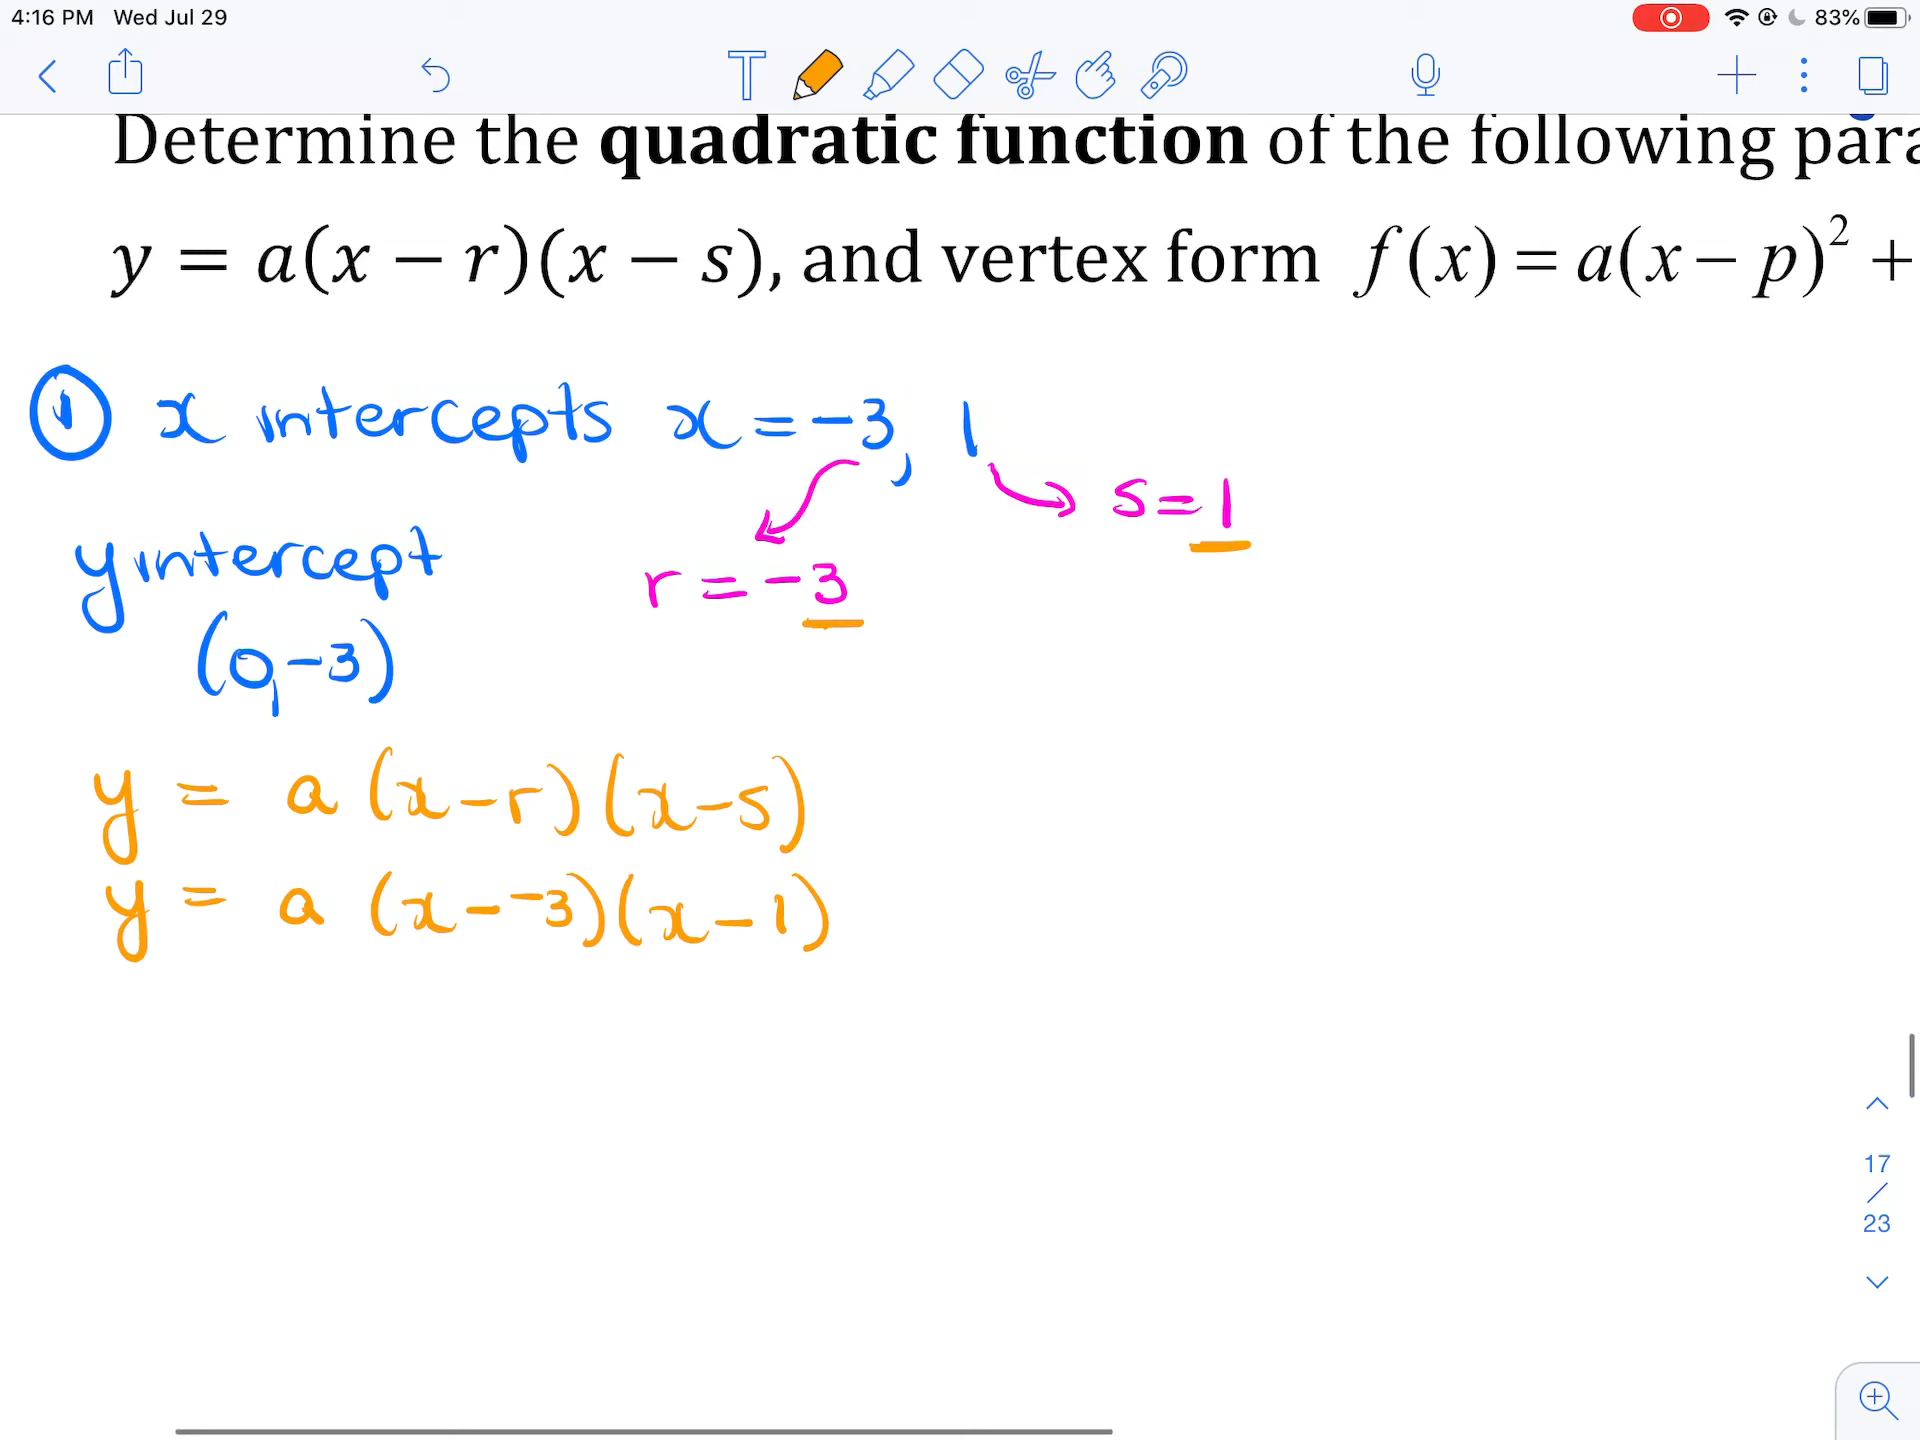 4:16 PM Wed Jul 29 83%
T
Determine the quadratic function of the following para
y = a(x − r)(x − s), and vertex form f(x) = a(x − p)² +
① x intercepts x = -3, 1
s = 1
y intercept
r = -3
(0, -3)
y = a (x - r) (x - s)
y = a (x - -3)(x - 1)
17
/
23